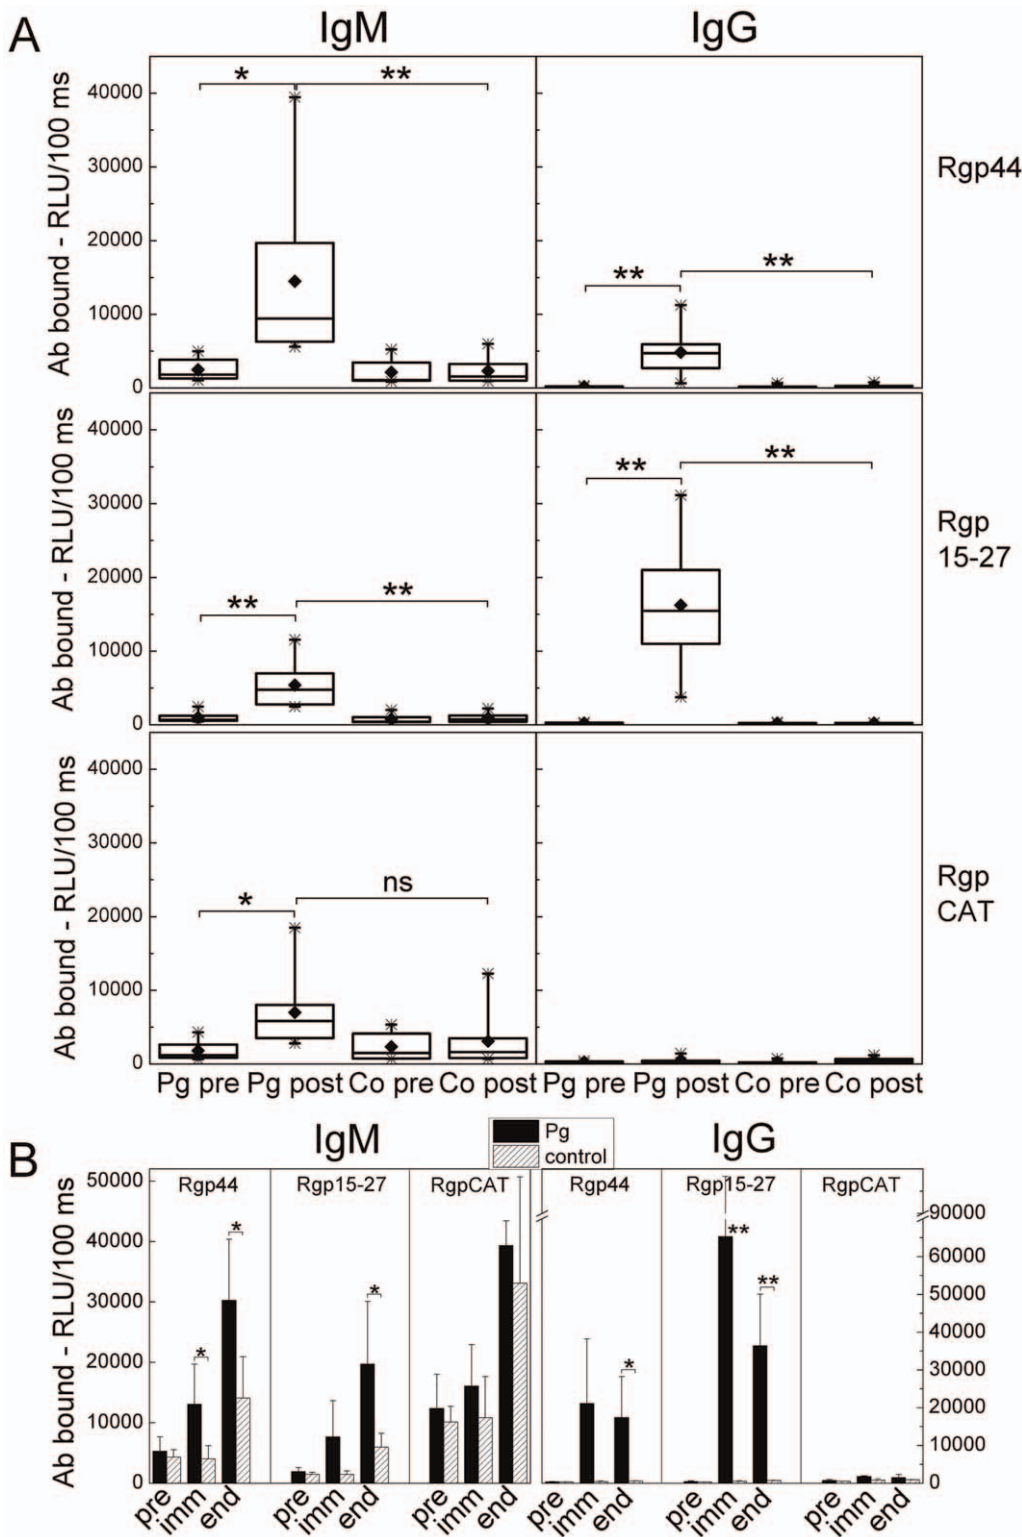 A
IgM
IgG
Ab bound - RLU/100 ms
40000
30000
20000
10000
0
*
**
**
**
Rgp44
Ab bound - RLU/100 ms
40000
30000
20000
10000
0
**
**
**
**
Rgp
15-27
Ab bound - RLU/100 ms
40000
30000
20000
10000
0
*
ns
Rgp
CAT
Pg pre
Pg post
Co pre
Co post
Pg pre
Pg post
Co pre
Co post
B
IgM
Pg
control
IgG
Ab bound - RLU/100 ms
50000
40000
30000
20000
10000
0
Rgp44
Rgp15-27
RgpCAT
Rgp44
Rgp15-27
RgpCAT
*
*
*
*
**
**
90000
60000
50000
40000
30000
20000
10000
0
pre
imm
end
pre
imm
end
pre
imm
end
pre
imm
end
pre
imm
end
pre
imm
end